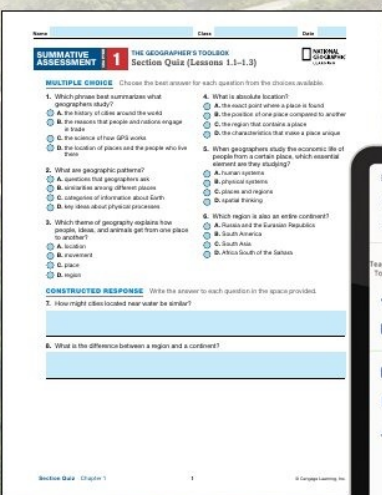 Name Class Date
SUMMATIVE
ASSESSMENT
1
THE GEOGRAPHER'S TOOLBOX
Section Quiz (Lessons 1.1–1.3)
NATIONAL
GEOGRAPHIC
LEARNING
MULTIPLE CHOICE Choose the best answer for each question from the choices available.
1. Which phrase best summarizes what
geographers study?
A. the history of cities around the world
B. the reasons that people and nations engage
in trade
C. the science of how GPS works
D. the location of places and the people who live
there
2. What are geographic patterns?
A. questions that geographers ask
B. similarities among different places
C. categories of information about Earth
D. key ideas about physical processes
3. Which theme of geography explains how
people, ideas, and animals get from one place
to another?
A. location
B. movement
C. place
D. region
4. What is absolute location?
A. the exact point where a place is found
B. the position of one place compared to another
C. the region that contains a place
D. the characteristics that make a place unique
5. When geographers study the economic life of
people from a certain place, which essential
element are they studying?
A. human systems
B. physical systems
C. places and regions
D. spatial thinking
6. Which region is also an entire continent?
A. Russia and the Eurasian Republics
B. South America
C. South Asia
D. Africa South of the Sahara
CONSTRUCTED RESPONSE Write the answer to each question in the space provided.
7. How might cities located near water be similar?
8. What is the difference between a region and a continent?
Section Quiz Chapter 1
1
© Cengage Learning, Inc.